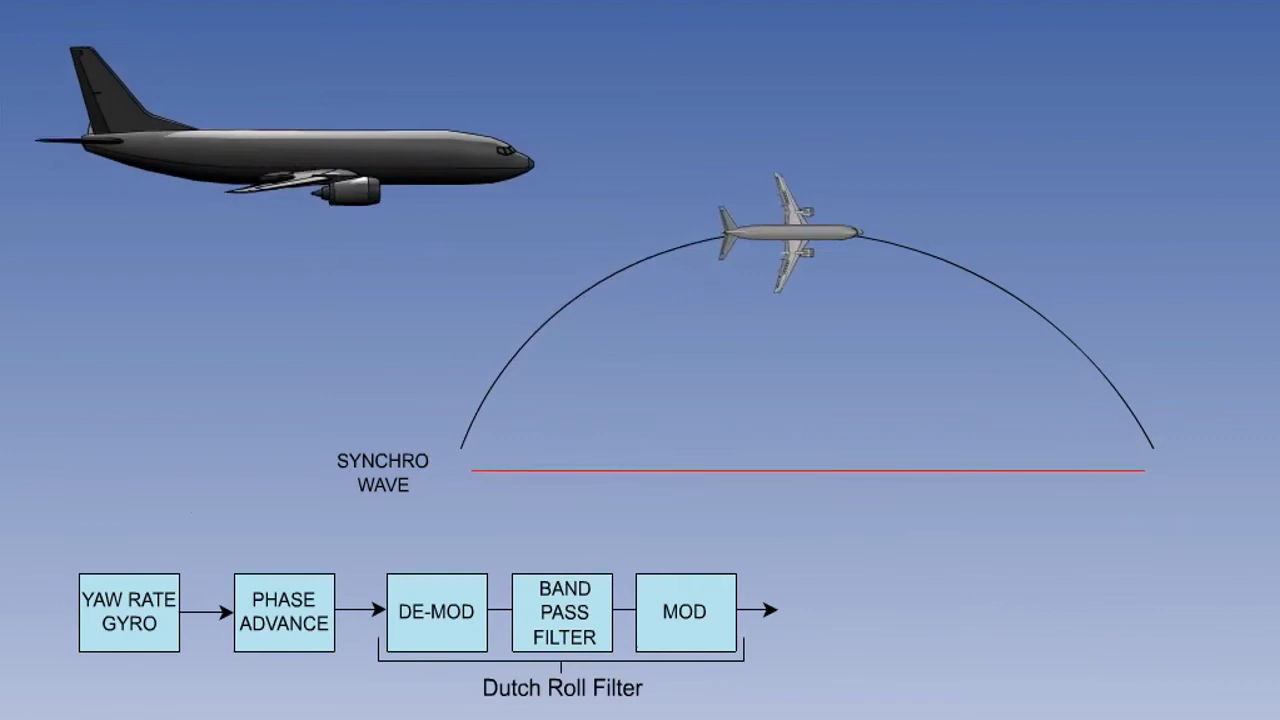 SYNCHRO
WAVE
YAW RATE
GYRO
PHASE
ADVANCE
DE-MOD
BAND
PASS
FILTER
MOD
Dutch Roll Filter